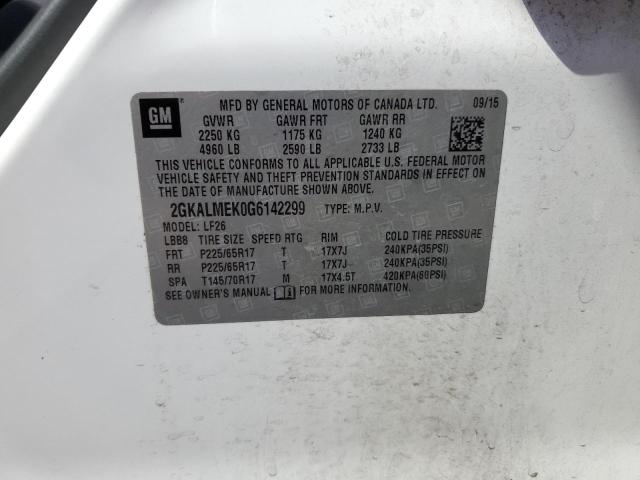 GM
MFD BY GENERAL MOTORS OF CANADA LTD. 09/15
GVWR GAWR FRT GAWR RR
2250 KG 1175 KG 1240 KG
4960 LB 2590 LB 2733 LB
THIS VEHICLE CONFORMS TO ALL APPLICABLE U.S. FEDERAL MOTOR
VEHICLE SAFETY AND THEFT PREVENTION STANDARDS IN EFFECT ON
DATE OF MANUFACTURE SHOWN ABOVE.
2GKALMEK0G6142299 TYPE: M.P.V.
MODEL: LF26
LBB8 TIRE SIZE SPEED RTG RIM COLD TIRE PRESSURE
FRT P225/65R17 T 17X7J 240KPA(35PSI)
RR P225/65R17 T 17X7J 240KPA(35PSI)
SPA T145/70R17 M 17X4.5T 420KPA(60PSI)
SEE OWNER'S MANUAL FOR MORE INFORMATION.